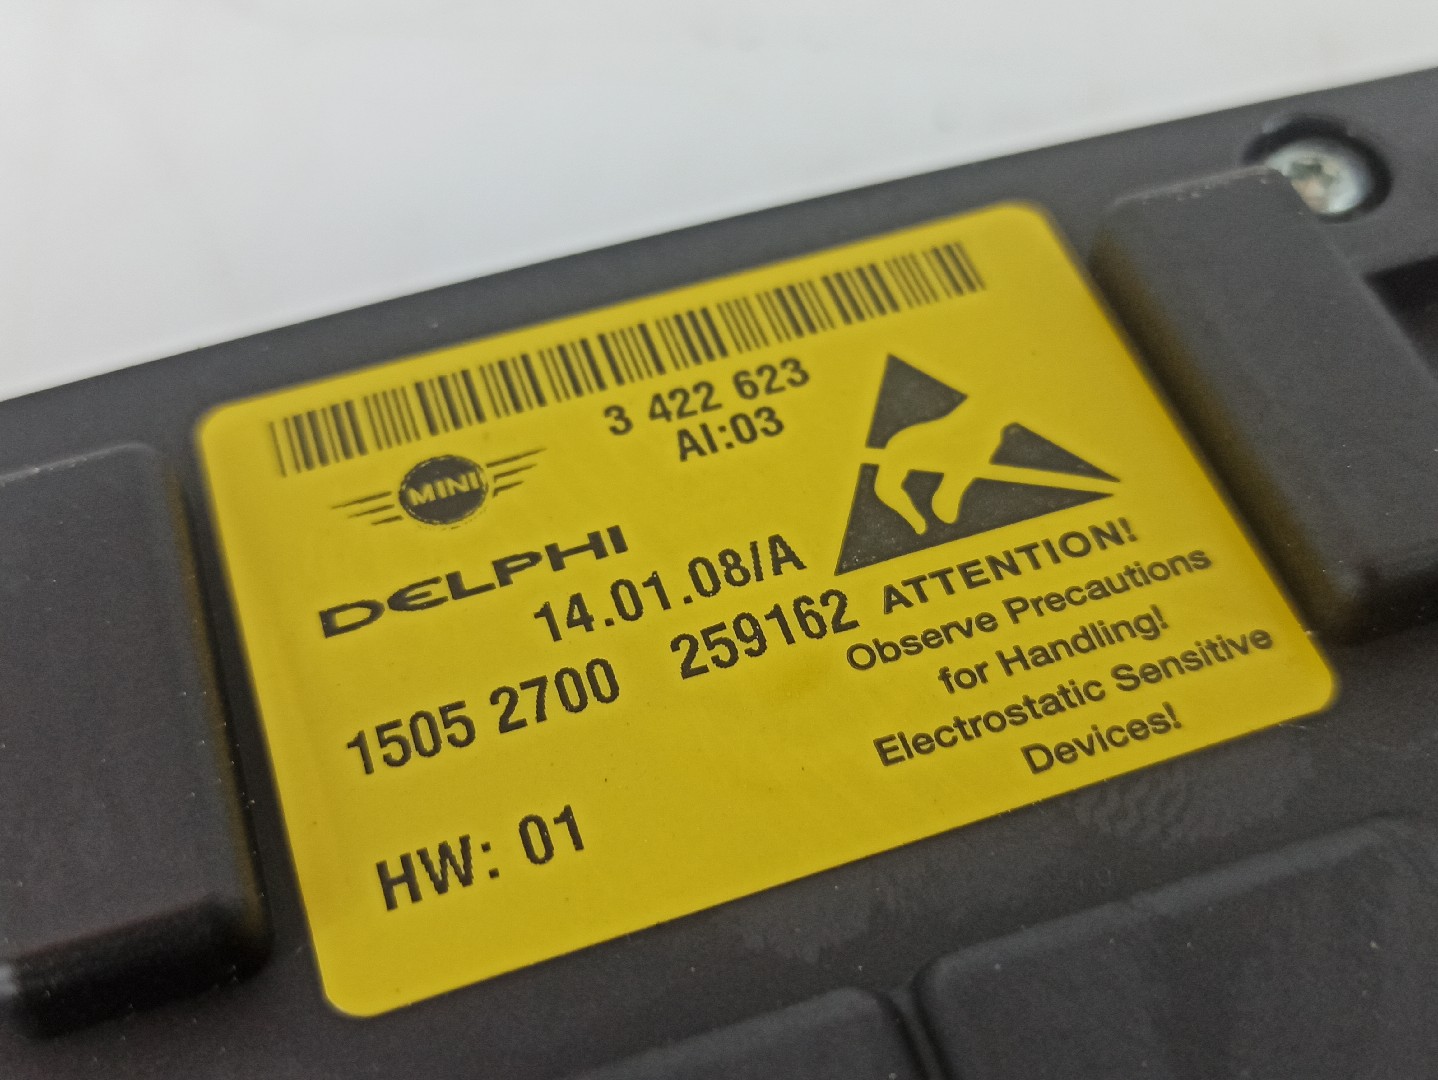 3 422 623
AI:03
MINI
DELPHI
14.01.08/A
1505 2700 259162
HW: 01
ATTENTION!
Observe Precautions
for Handling!
Electrostatic Sensitive
Devices!